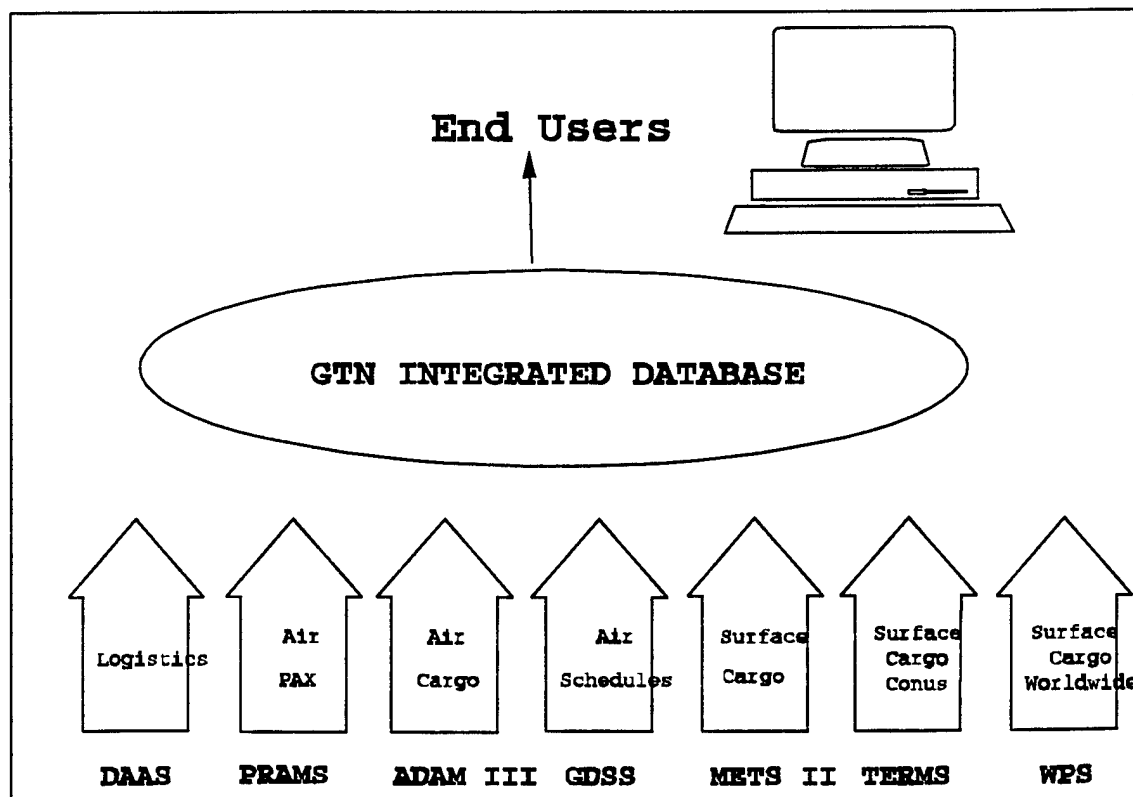 End Users
GTN INTEGRATED DATABASE
Logistics
Air
PAX
Air
Cargo
Air
Schedules
Surface
Cargo
Surface
Cargo
Conus
Surface
Cargo
Worldwide
DAAS PRAMS ADAM III GDSS METS II TERMS WPS